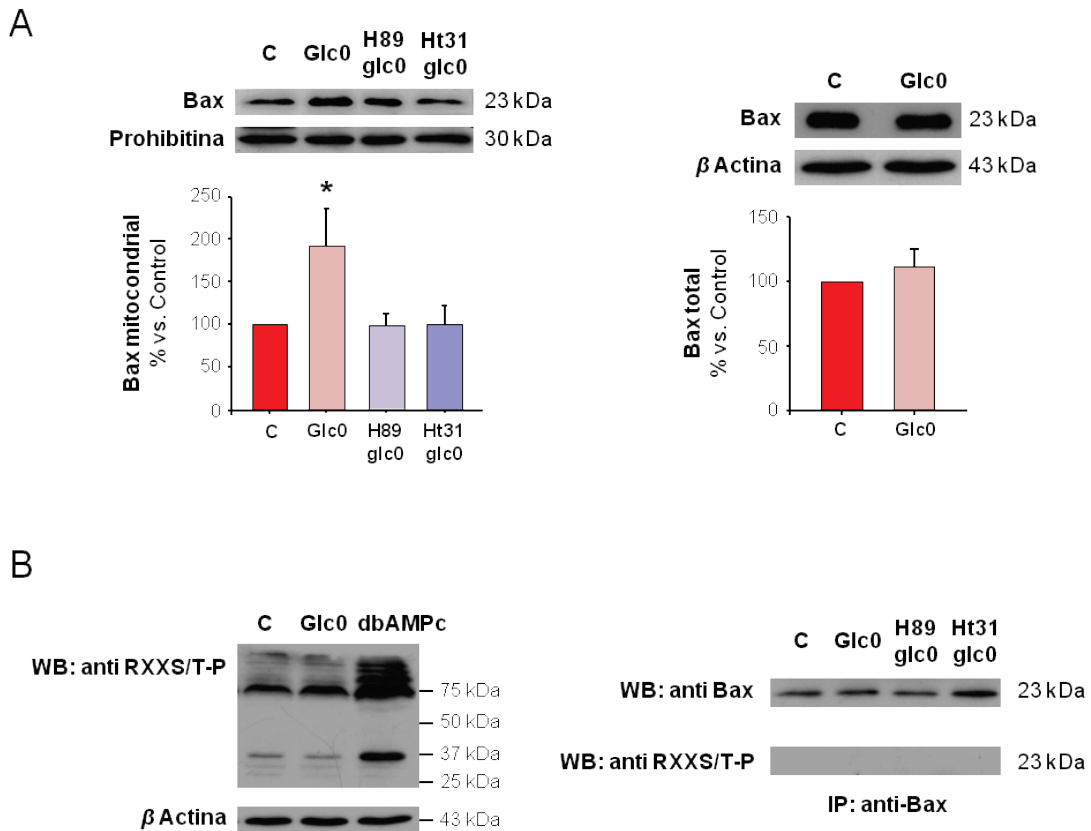 A
C Glc0 H89 glc0 Ht31 glc0
Bax 23 kDa
Prohibitina 30 kDa
Bax mitocondrial
% vs. Control
250
200
150
100
50
0
*
C Glc0 H89 glc0 Ht31 glc0
C Glc0
Bax 23 kDa
β Actina 43 kDa
Bax total
% vs. Control
150
100
50
0
C Glc0
B
C Glc0 dbAMPc
WB: anti RXXS/T-P
75 kDa
50 kDa
37 kDa
25 kDa
β Actina 43 kDa
C Glc0 H89 glc0 Ht31 glc0
WB: anti Bax 23 kDa
WB: anti RXXS/T-P 23 kDa
IP: anti-Bax